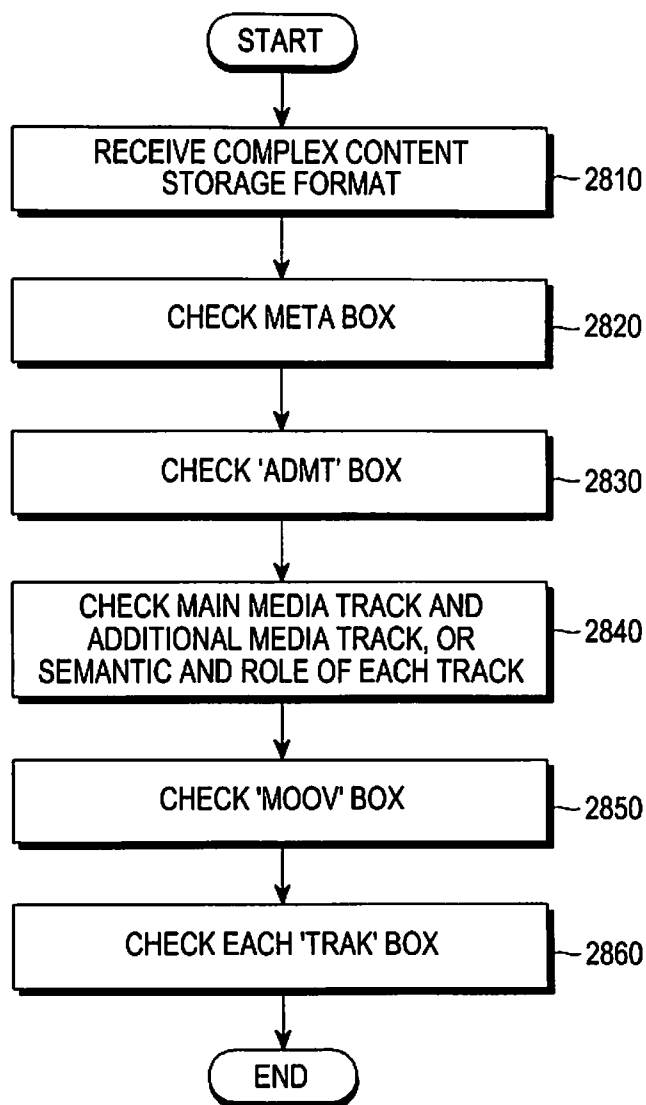 START
RECEIVE COMPLEX CONTENT
STORAGE FORMAT
2810
CHECK META BOX
2820
CHECK 'ADMT' BOX
2830
CHECK MAIN MEDIA TRACK AND
ADDITIONAL MEDIA TRACK, OR
SEMANTIC AND ROLE OF EACH TRACK
2840
CHECK 'MOOV' BOX
2850
CHECK EACH 'TRAK' BOX
2860
END